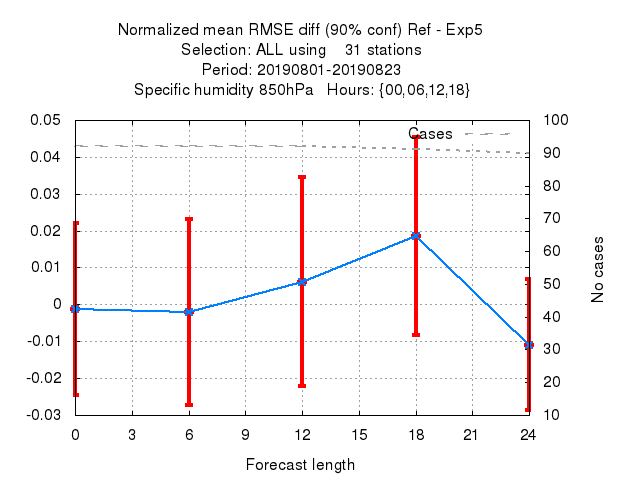 Normalized mean RMSE diff (90% conf) Ref - Exp5
Selection: ALL using 31 stations
Period: 20190801-20190823
Specific humidity 850hPa Hours: {00,06,12,18}
Cases
0.05
0.04
0.03
0.02
0.01
0
-0.01
-0.02
-0.03
100
90
80
70
60
50
40
30
20
10
No cases
0 3 6 9 12 15 18 21 24
Forecast length